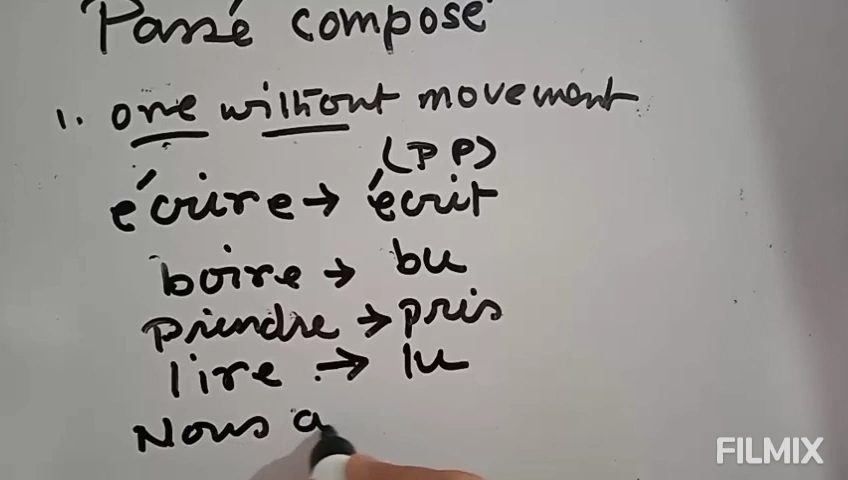 Passé composé
1. one without movement
(PP)
écrire → écrit
boire → bu
prendre → pris
lire → lu
Nous a
FILMIX